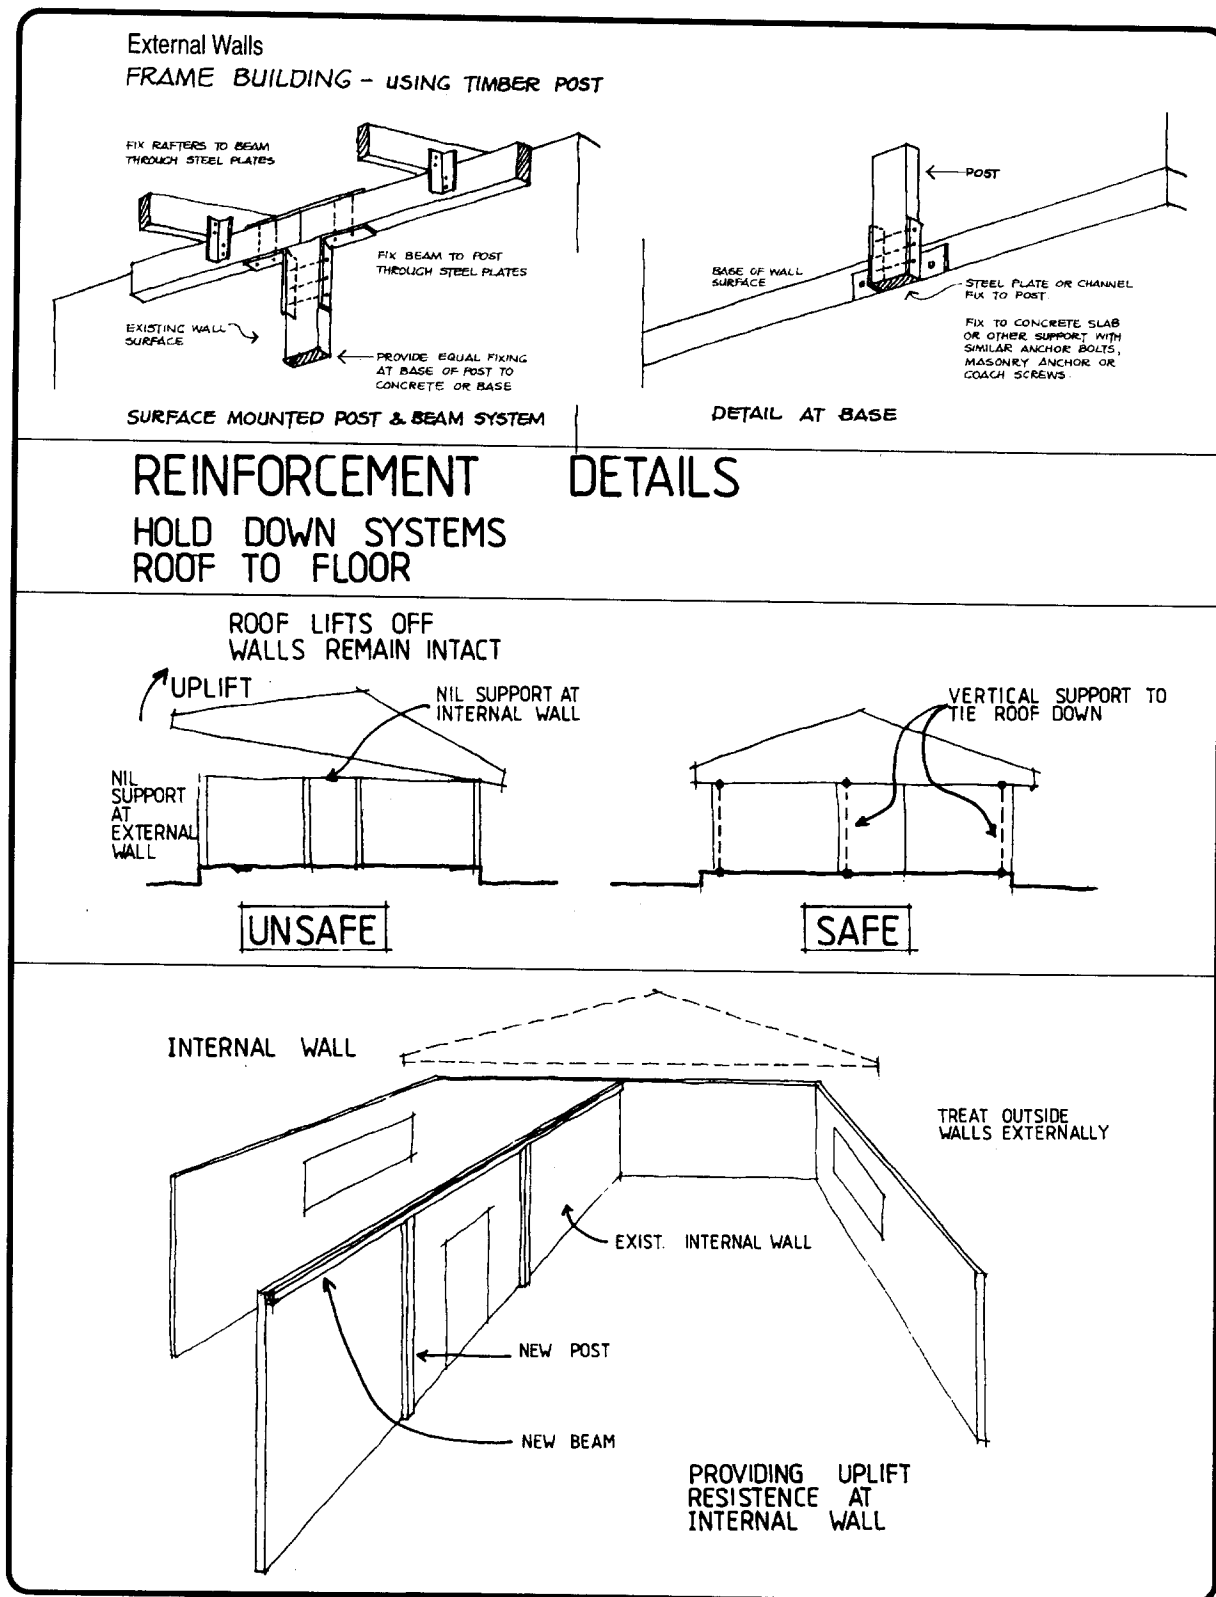 External Walls
FRAME BUILDING - USING TIMBER POST
FIX RAFTERS TO BEAM
THROUGH STEEL PLATES
FIX BEAM TO POST
THROUGH STEEL PLATES
EXISTING WALL
SURFACE
PROVIDE EQUAL FIXING
AT BASE OF POST TO
CONCRETE OR BASE
SURFACE MOUNTED POST & BEAM SYSTEM
POST
BASE OF WALL
SURFACE
STEEL PLATE OR CHANNEL
FIX TO POST.
FIX TO CONCRETE SLAB
OR OTHER SUPPORT WITH
SIMILAR ANCHOR BOLTS,
MASONRY ANCHOR OR
COACH SCREWS.
DETAIL AT BASE
REINFORCEMENT DETAILS
HOLD DOWN SYSTEMS
ROOF TO FLOOR
ROOF LIFTS OFF
WALLS REMAIN INTACT
UPLIFT
NIL SUPPORT AT
INTERNAL WALL
NIL
SUPPORT
AT
EXTERNAL
WALL
UNSAFE
VERTICAL SUPPORT TO
TIE ROOF DOWN
SAFE
INTERNAL WALL
TREAT OUTSIDE
WALLS EXTERNALLY
EXIST. INTERNAL WALL
NEW POST
NEW BEAM
PROVIDING UPLIFT
RESISTENCE AT
INTERNAL WALL